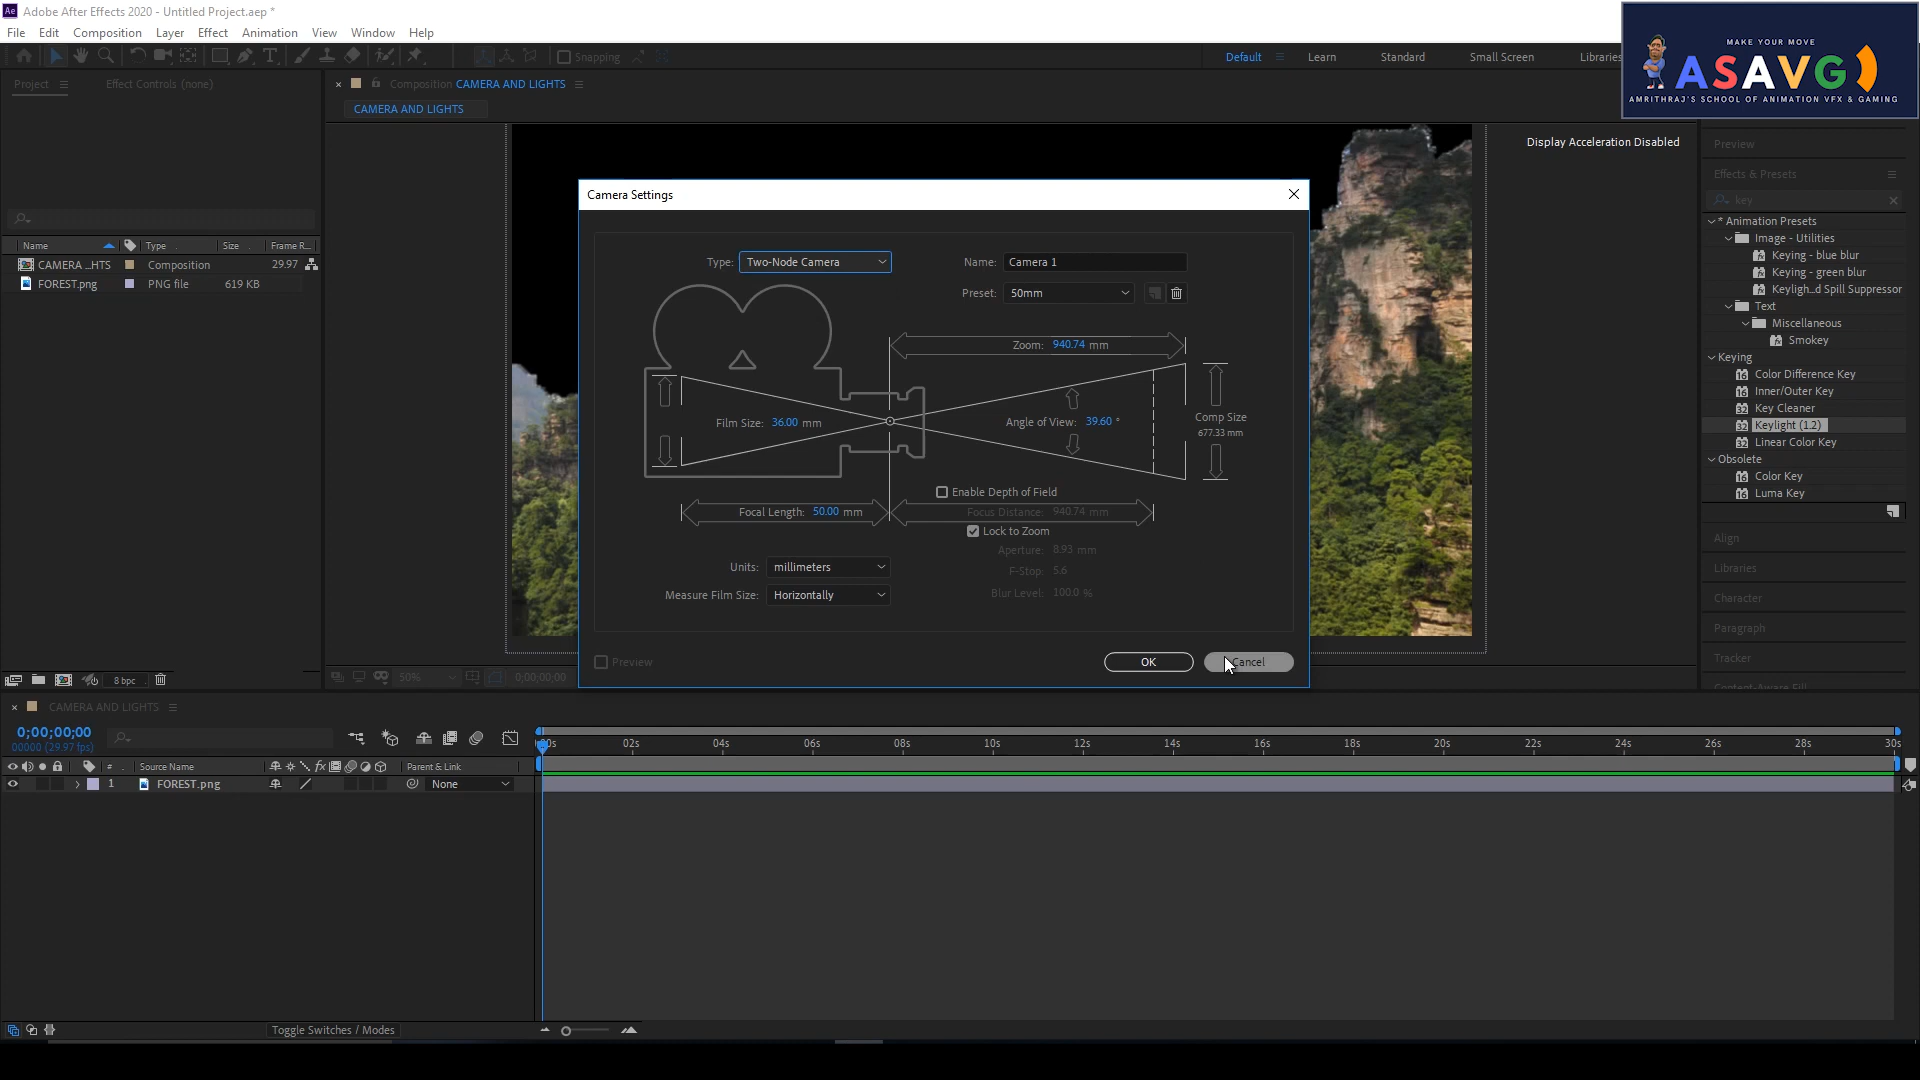 Adobe After Effects 2020 - Untitled Project.aep *
File Edit Composition Layer Effect Animation View Window Help
Snapping
Default Learn Standard Small Screen Libraries
MAKE YOUR MOVE
ASAVG
AMRITHRAJ'S SCHOOL OF ANIMATION VFX & GAMING
Project Effect Controls (none)
Composition CAMERA AND LIGHTS
CAMERA AND LIGHTS
Display Acceleration Disabled
Name Type Size Frame R...
CAMERA ...HTS Composition 29.97
FOREST.png PNG file 619 KB
8 bpc
Camera Settings
Type: Two-Node Camera
Name: Camera 1
Preset: 50mm
Zoom: 940.74 mm
Film Size: 36.00 mm
Angle of View: 39.60 °
Comp Size
677.33 mm
Enable Depth of Field
Focal Length: 50.00 mm
Focus Distance: 940.74 mm
Lock to Zoom
Aperture: 8.93 mm
F-Stop: 5.6
Blur Level: 100.0 %
Units: millimeters
Measure Film Size: Horizontally
Preview
OK Cancel
50% 0;00;00;00
Preview
Effects & Presets
key
* Animation Presets
Image - Utilities
Keying - blue blur
Keying - green blur
Keyligh...d Spill Suppressor
Text
Miscellaneous
Smokey
Keying
Color Difference Key
Inner/Outer Key
Key Cleaner
Keylight (1.2)
Linear Color Key
Obsolete
Color Key
Luma Key
Align
Libraries
Character
Paragraph
Tracker
Content-Aware Fill
CAMERA AND LIGHTS
0;00;00;00
00000 (29.97 fps)
02s 04s 06s 08s 10s 12s 14s 16s 18s 20s 22s 24s 26s 28s 30s
# Source Name fx Parent & Link
1 FOREST.png None
Toggle Switches / Modes